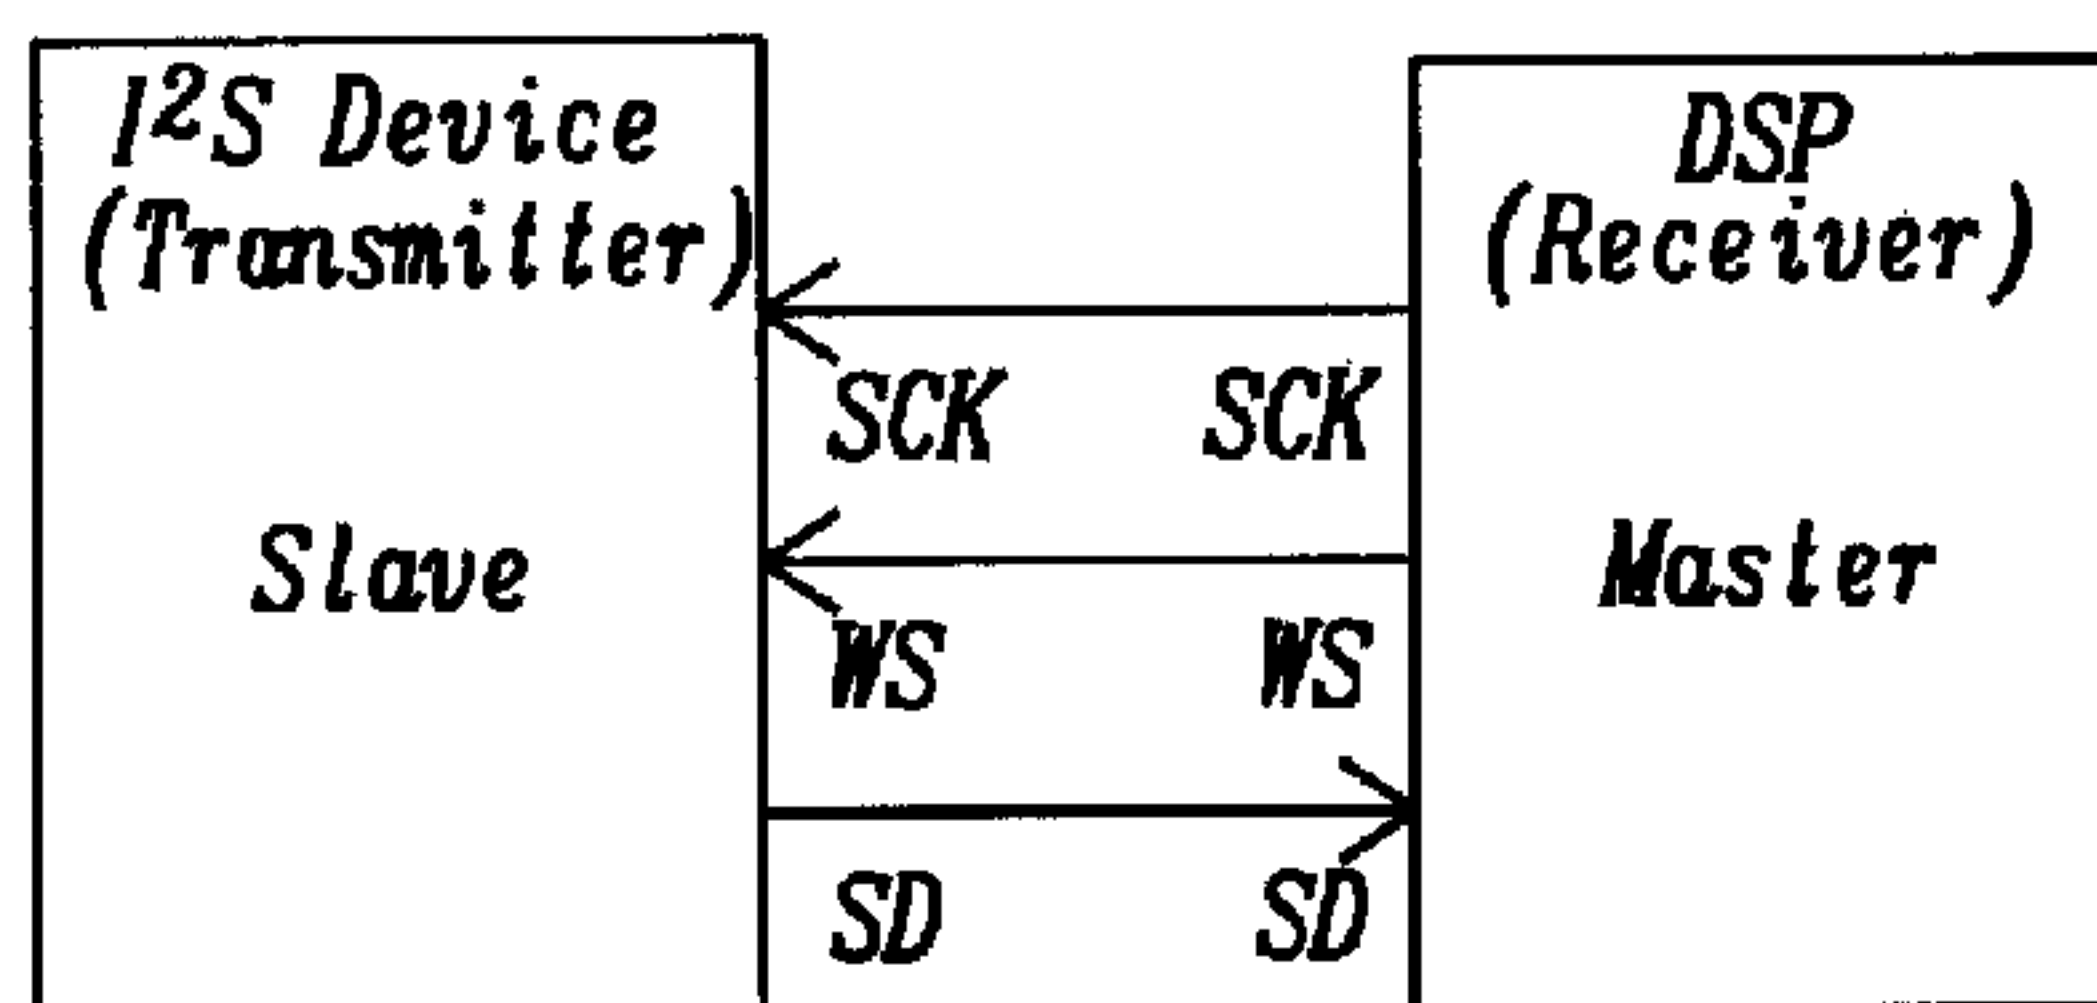 I²S Device
(Transmitter)
Slave
SCK
WS
SD
SCK
WS
SD
DSP
(Receiver)
Master